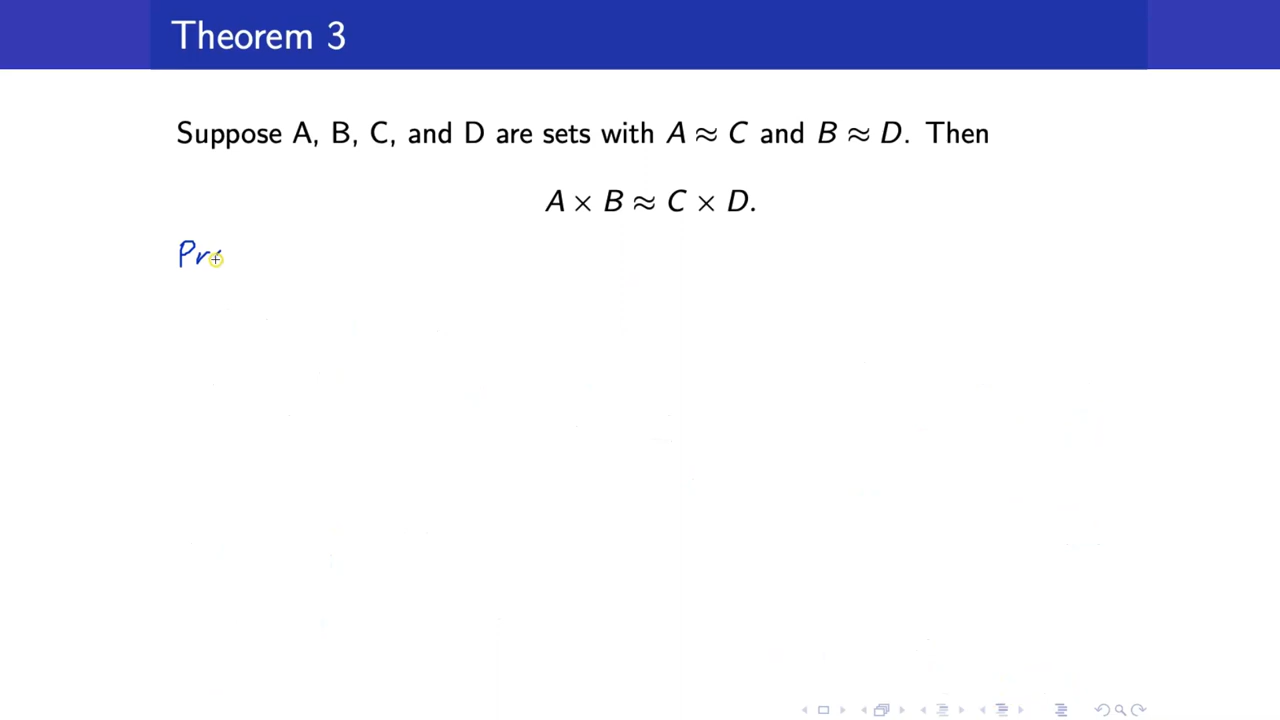 Theorem 3
Suppose A, B, C, and D are sets with A ≈ C and B ≈ D. Then
A × B ≈ C × D.
Pr